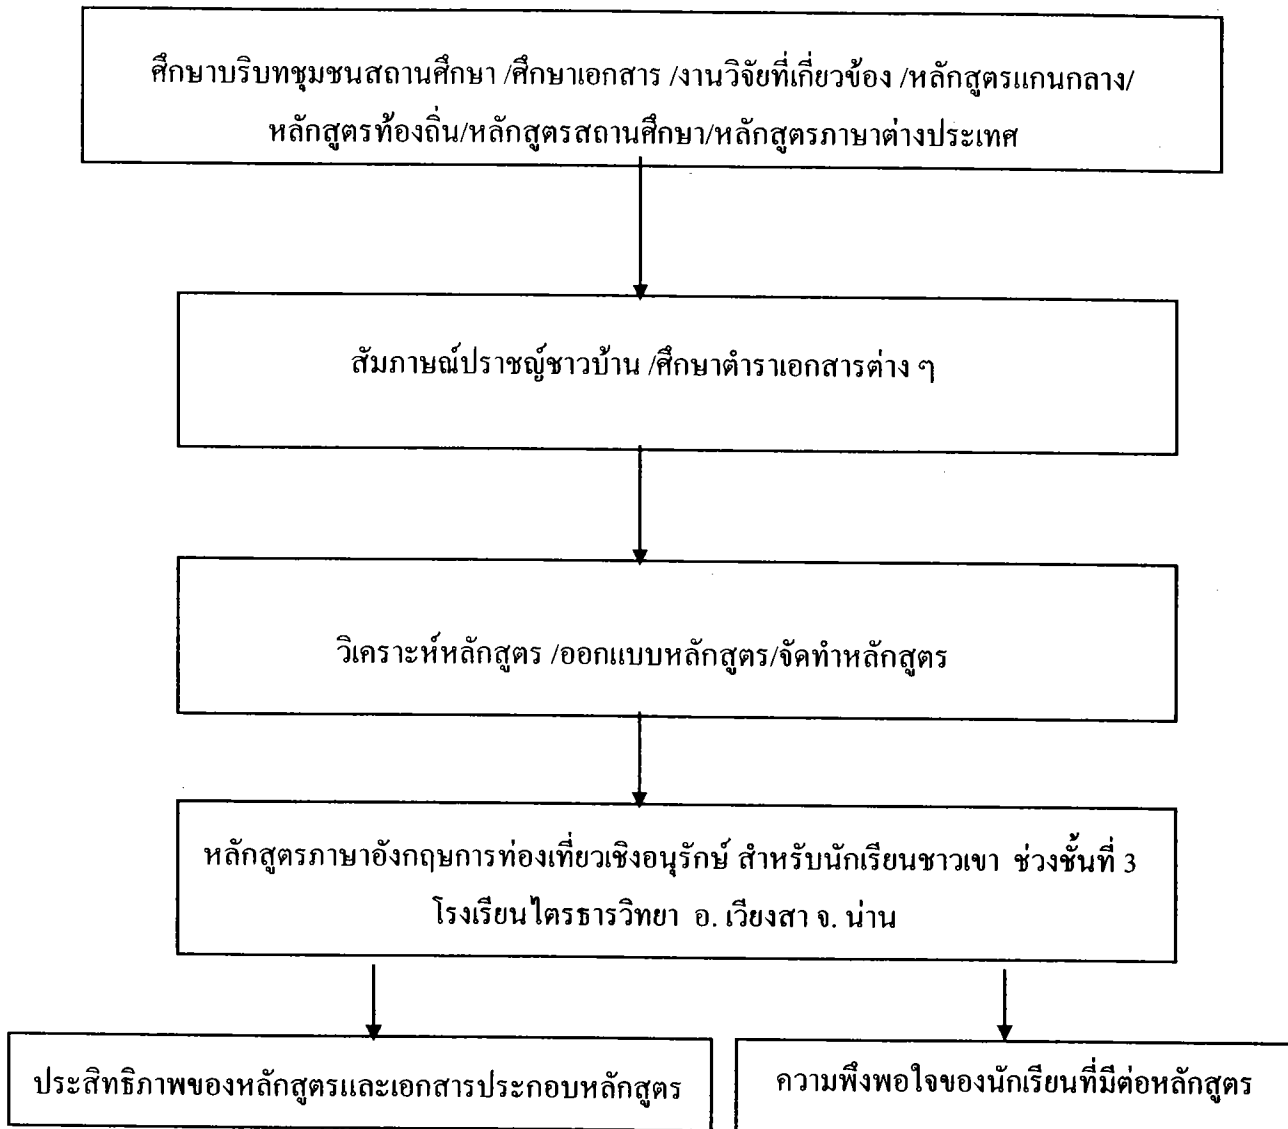 ศึกษาบริบทชุมชนสถานศึกษา /ศึกษาเอกสาร /งานวิจัยที่เกี่ยวข้อง /หลักสูตรแกนกลาง/
หลักสูตรท้องถิ่น/หลักสูตรสถานศึกษา/หลักสูตรภาษาต่างประเทศ
สัมภาษณ์ปราชญ์ชาวบ้าน /ศึกษาตำราเอกสารต่าง ๆ
วิเคราะห์หลักสูตร /ออกแบบหลักสูตร/จัดทำหลักสูตร
หลักสูตรภาษาอังกฤษการท่องเที่ยวเชิงอนุรักษ์ สำหรับนักเรียนชาวเขา ช่วงชั้นที่ 3
โรงเรียนไตรธารวิทยา อ. เวียงสา จ. น่าน
ประสิทธิภาพของหลักสูตรและเอกสารประกอบหลักสูตร
ความพึงพอใจของนักเรียนที่มีต่อหลักสูตร